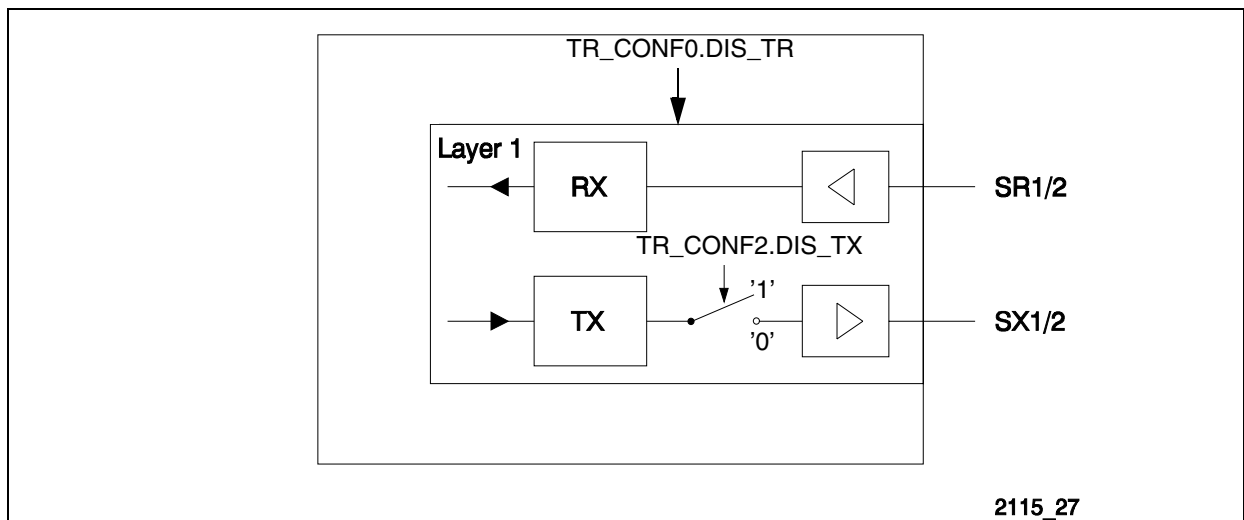 TR_CONF0.DIS_TR
Layer 1
RX
SR1/2
TR_CONF2.DIS_TX
'1'
TX
'0'
SX1/2
2115_27